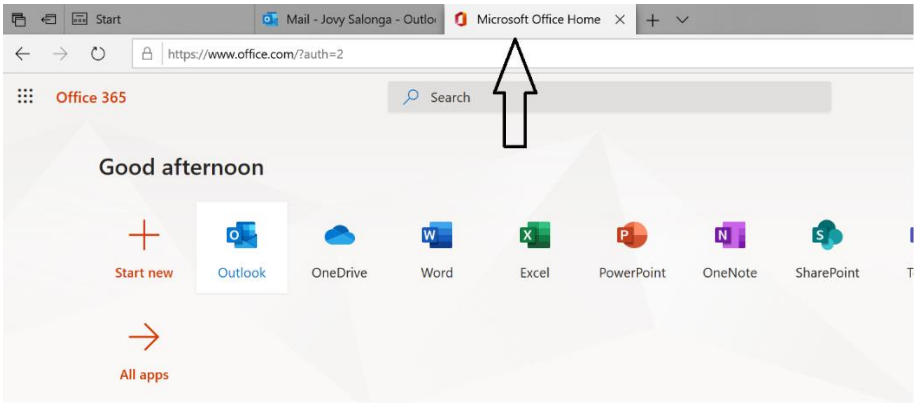 Start
Mail - Jovy Salonga - Outlo
Microsoft Office Home
https://www.office.com/?auth=2
Office 365
Search
Good afternoon
Start new
Outlook
OneDrive
Word
Excel
PowerPoint
OneNote
SharePoint
All apps